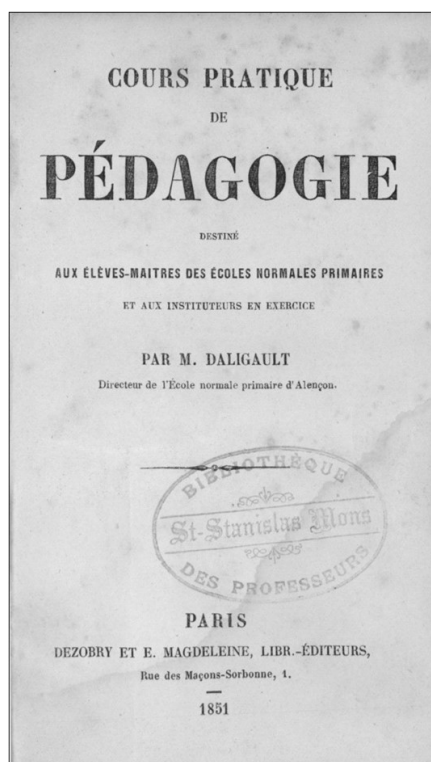 COURS PRATIQUE
DE
PÉDAGOGIE
DESTINÉ
AUX ÉLÈVES-MAITRES DES ÉCOLES NORMALES PRIMAIRES
ET AUX INSTITUTEURS EN EXERCICE
PAR M. DALIGAULT
Directeur de l'École normale primaire d'Alençon.
BIBLIOTHÈQUE
St-Stanislas Mons
DES PROFESSEURS
PARIS
DEZOBRY ET E. MAGDELEINE, LIBR.-ÉDITEURS,
Rue des Maçons-Sorbonne, 1.
1851